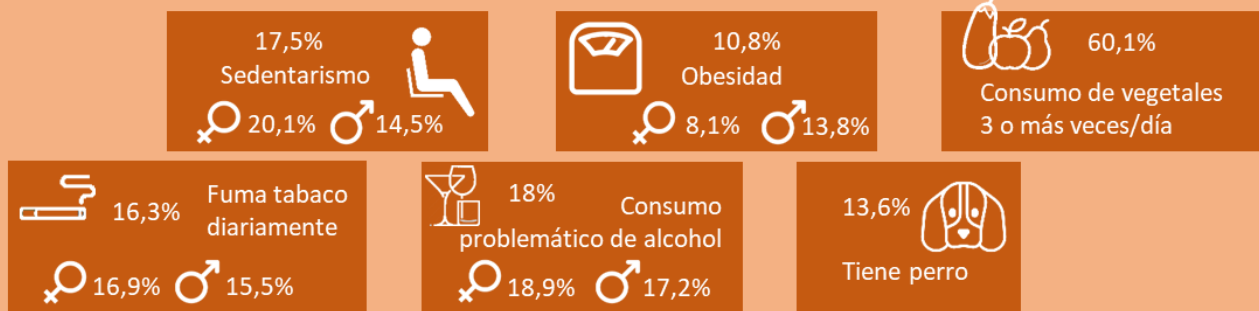 17,5%
Sedentarismo
20,1% 14,5%
10,8%
Obesidad
8,1% 13,8%
60,1%
Consumo de vegetales
3 o más veces/día
16,3%
Fuma tabaco
diariamente
16,9% 15,5%
18%
Consumo
problemático de alcohol
18,9% 17,2%
13,6%
Tiene perro